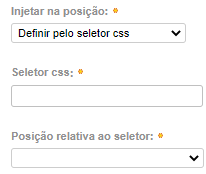 Injetar na posição: *
Definir pelo seletor css
Seletor css: *
Posição relativa ao seletor: *